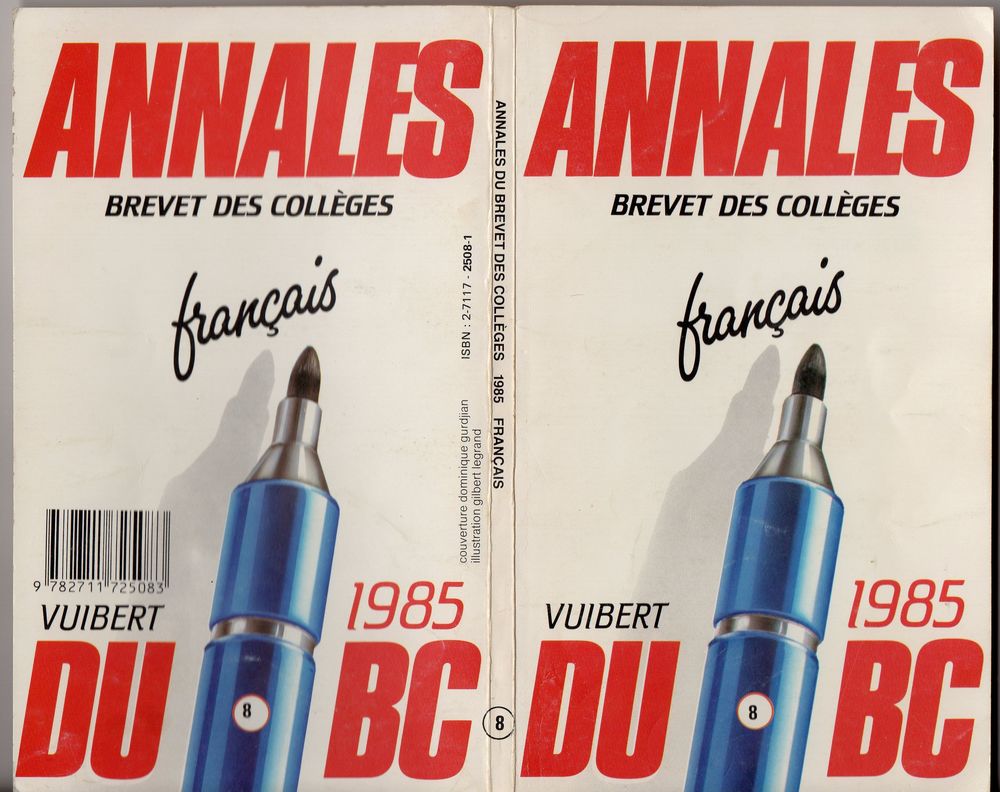 ANNALES
BREVET DES COLLÈGES
français
ISBN : 2-7117 - 2508-1
couverture dominique gurdjian
illustration gilbert legrand
9 782711 725083
VUIBERT
1985
DU BC
8
ANNALES DU BREVET DES COLLÈGES 1985 FRANÇAIS
8
ANNALES
BREVET DES COLLÈGES
français
VUIBERT
1985
DU BC
8